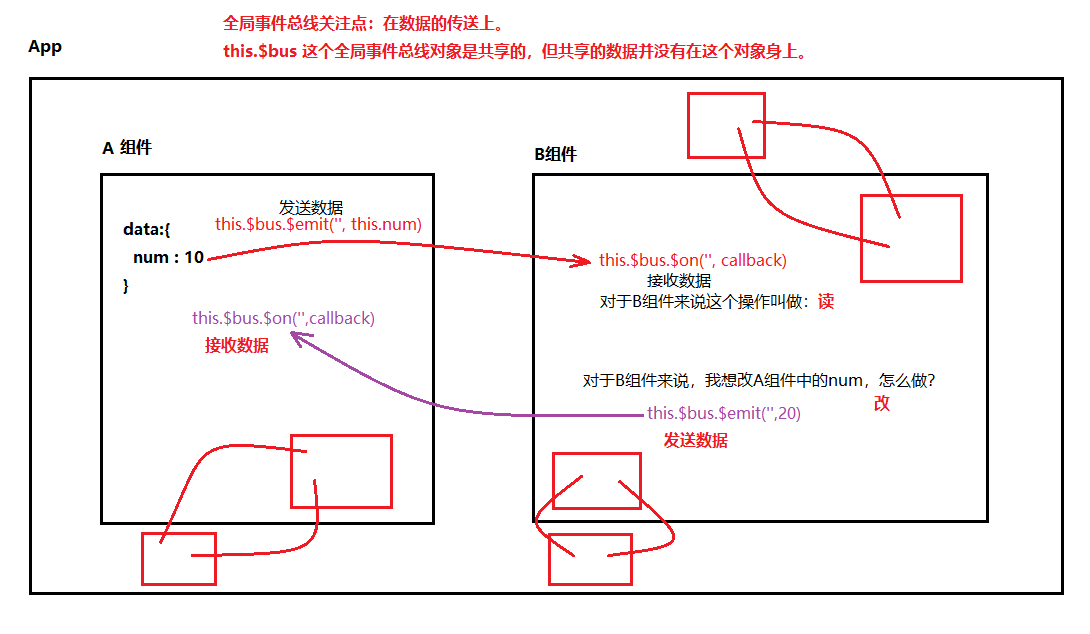 全局事件总线关注点：在数据的传送上。
App
this.$bus 这个全局事件总线对象是共享的，但共享的数据并没有在这个对象身上。
A 组件
B组件
发送数据
data:{
this.$bus.$emit('', this.num)
num : 10
this.$bus.$on('', callback)
接收数据
}
对于B组件来说这个操作叫做：读
this.$bus.$on('',callback)
接收数据
对于B组件来说，我想改A组件中的num，怎么做？
改
this.$bus.$emit('',20)
发送数据